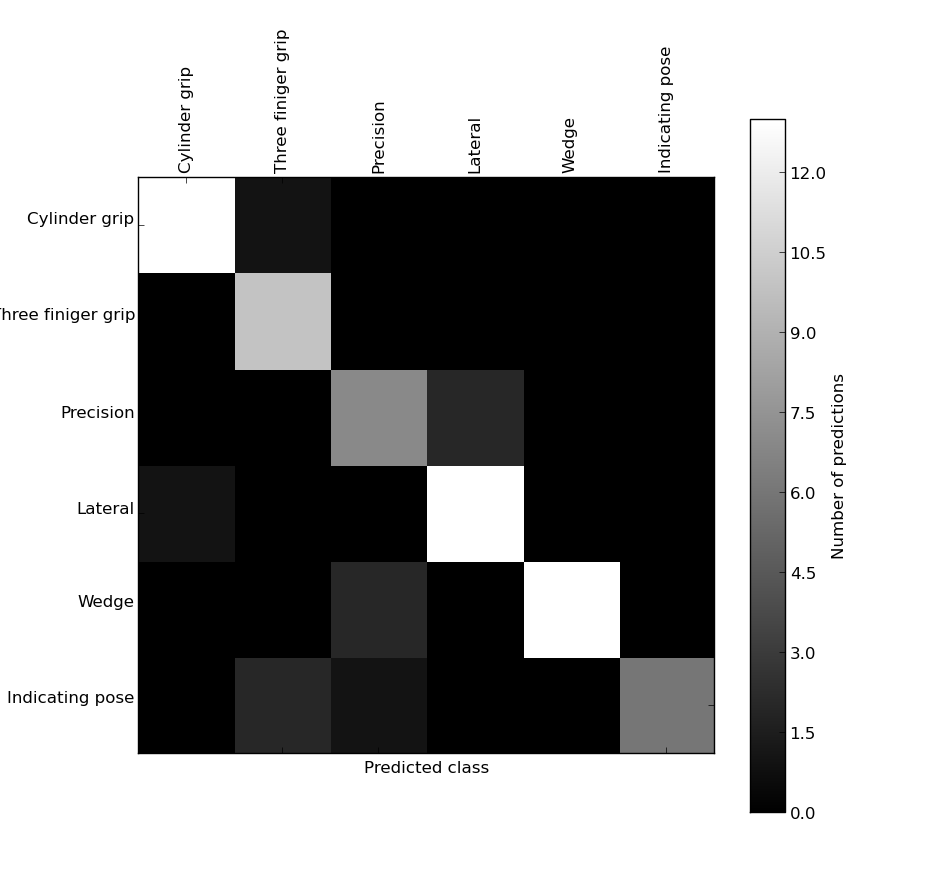 Cylinder grip
Three finiger grip
Precision
Lateral
Wedge
Indicating pose
Cylinder grip
hree finiger grip
Precision
Lateral
Wedge
Indicating pose
Predicted class
12.0
10.5
9.0
7.5
6.0
4.5
3.0
1.5
0.0
Number of predictions